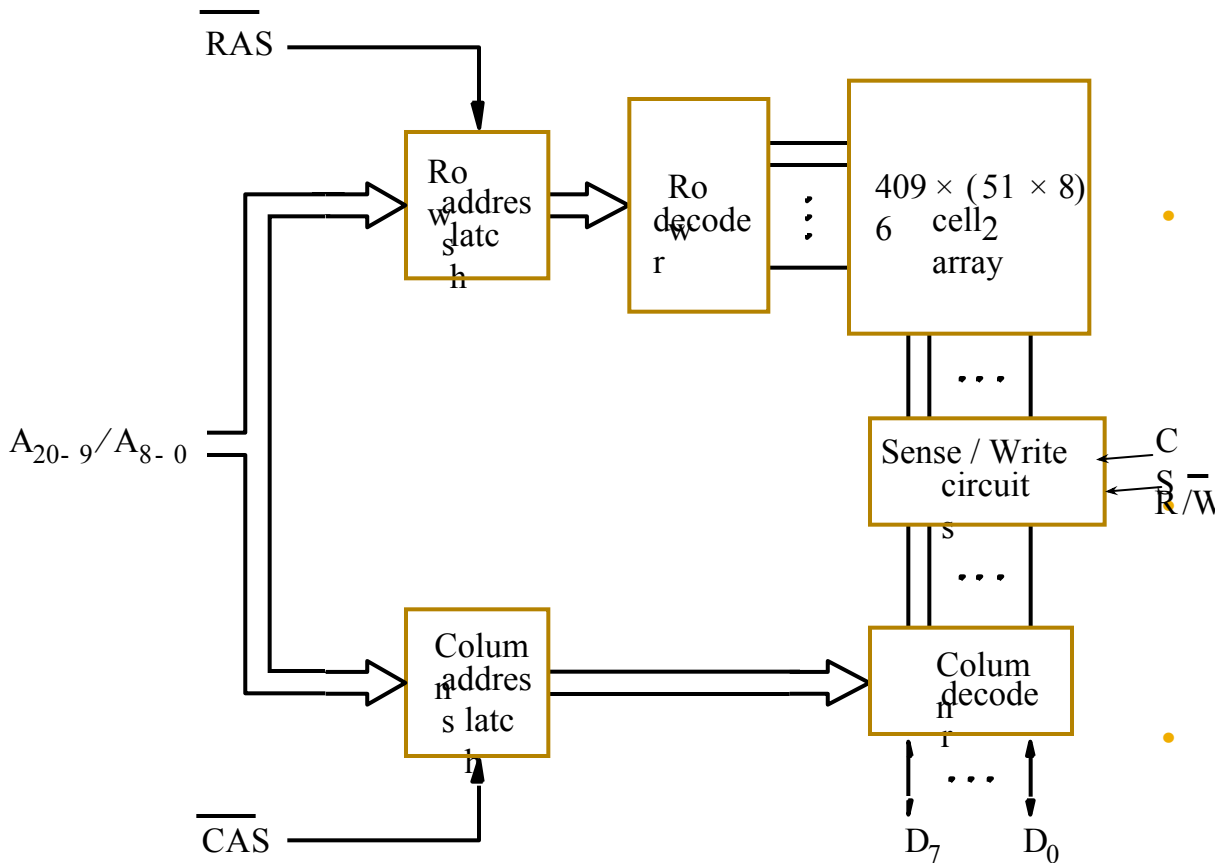 RAS
Ro
w
addres
s
latc
h
Ro
w
decode
r
409 × ( 51 × 8)
6
2
cell
array
A20- 9 / A8- 0
Sense / Write
circuit
s
C
S
R /W
Colum
n
addres
s
latc
h
Colum
n
decode
r
CAS
D7
D0